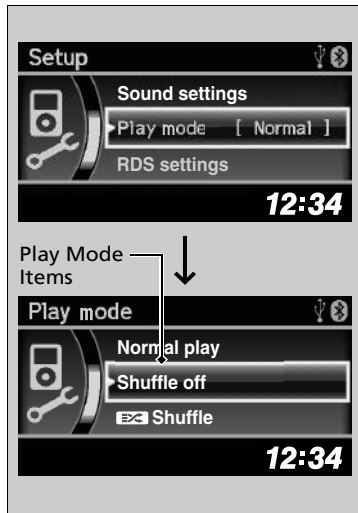 Setup
Sound settings
Play mode [ Normal ]
RDS settings
12:34
Play Mode
Items
Play mode
Normal play
Shuffle off
Shuffle
12:34